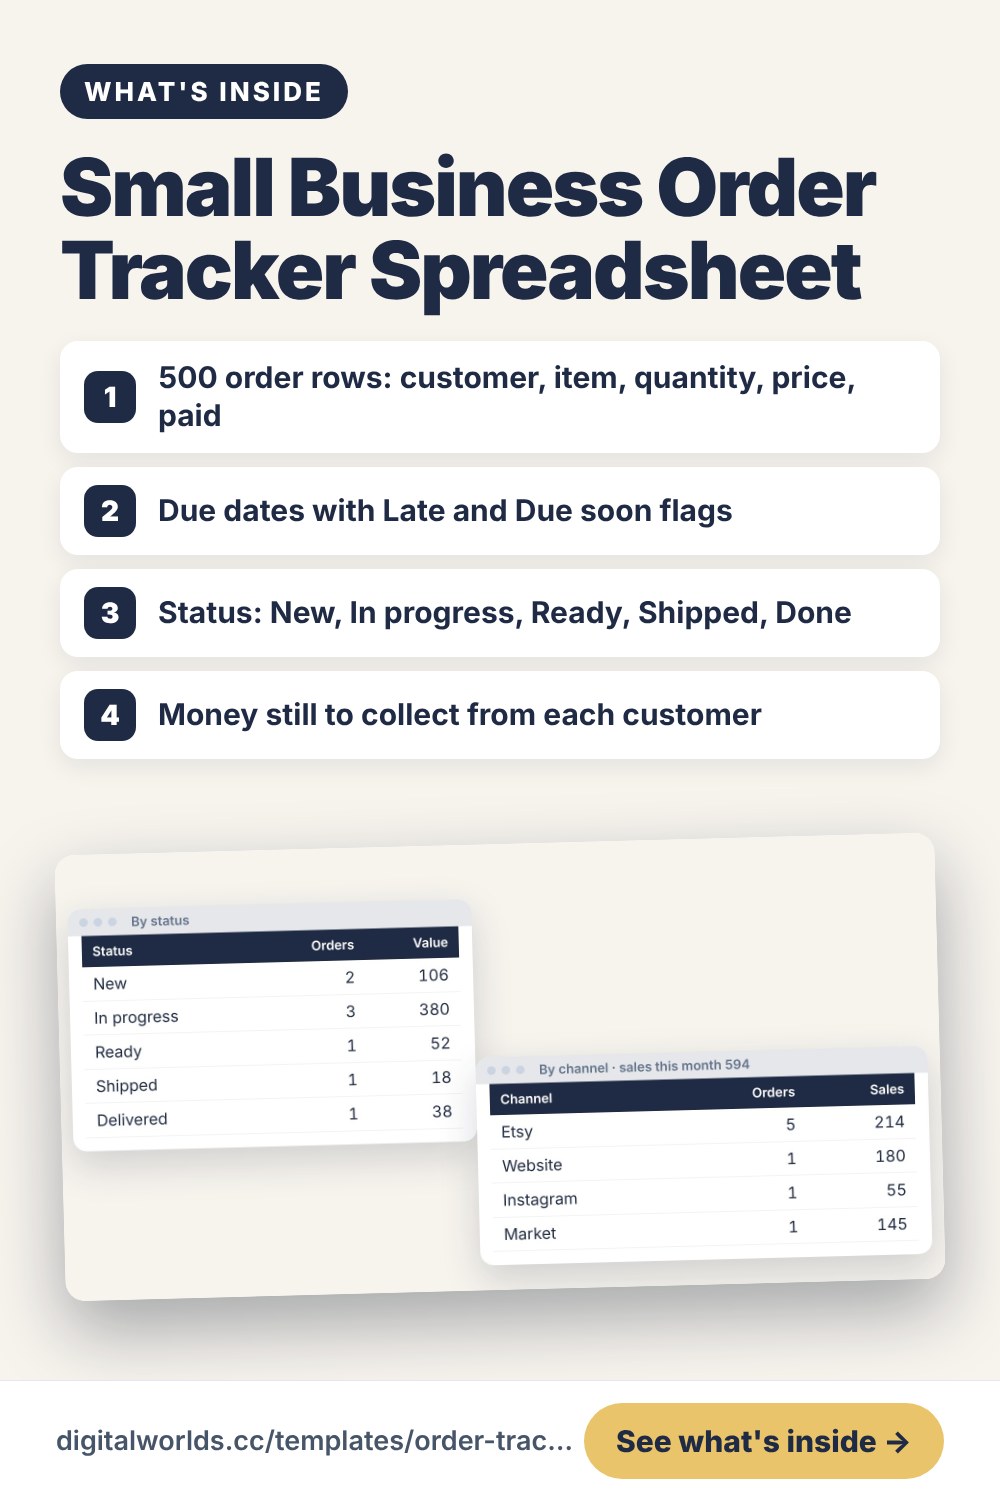 WHAT'S INSIDE
Small Business Order
Tracker Spreadsheet
1 500 order rows: customer, item, quantity, price,
paid
2 Due dates with Late and Due soon flags
3 Status: New, In progress, Ready, Shipped, Done
4 Money still to collect from each customer
By status
Status Orders Value
New 2 106
In progress 3 380
Ready 1 52
Shipped 1 18
Delivered 1 38
By channel · sales this month 594
Channel Orders Sales
Etsy 5 214
Website 1 180
Instagram 1 55
Market 1 145
digitalworlds.cc/templates/order-trac...
See what's inside →